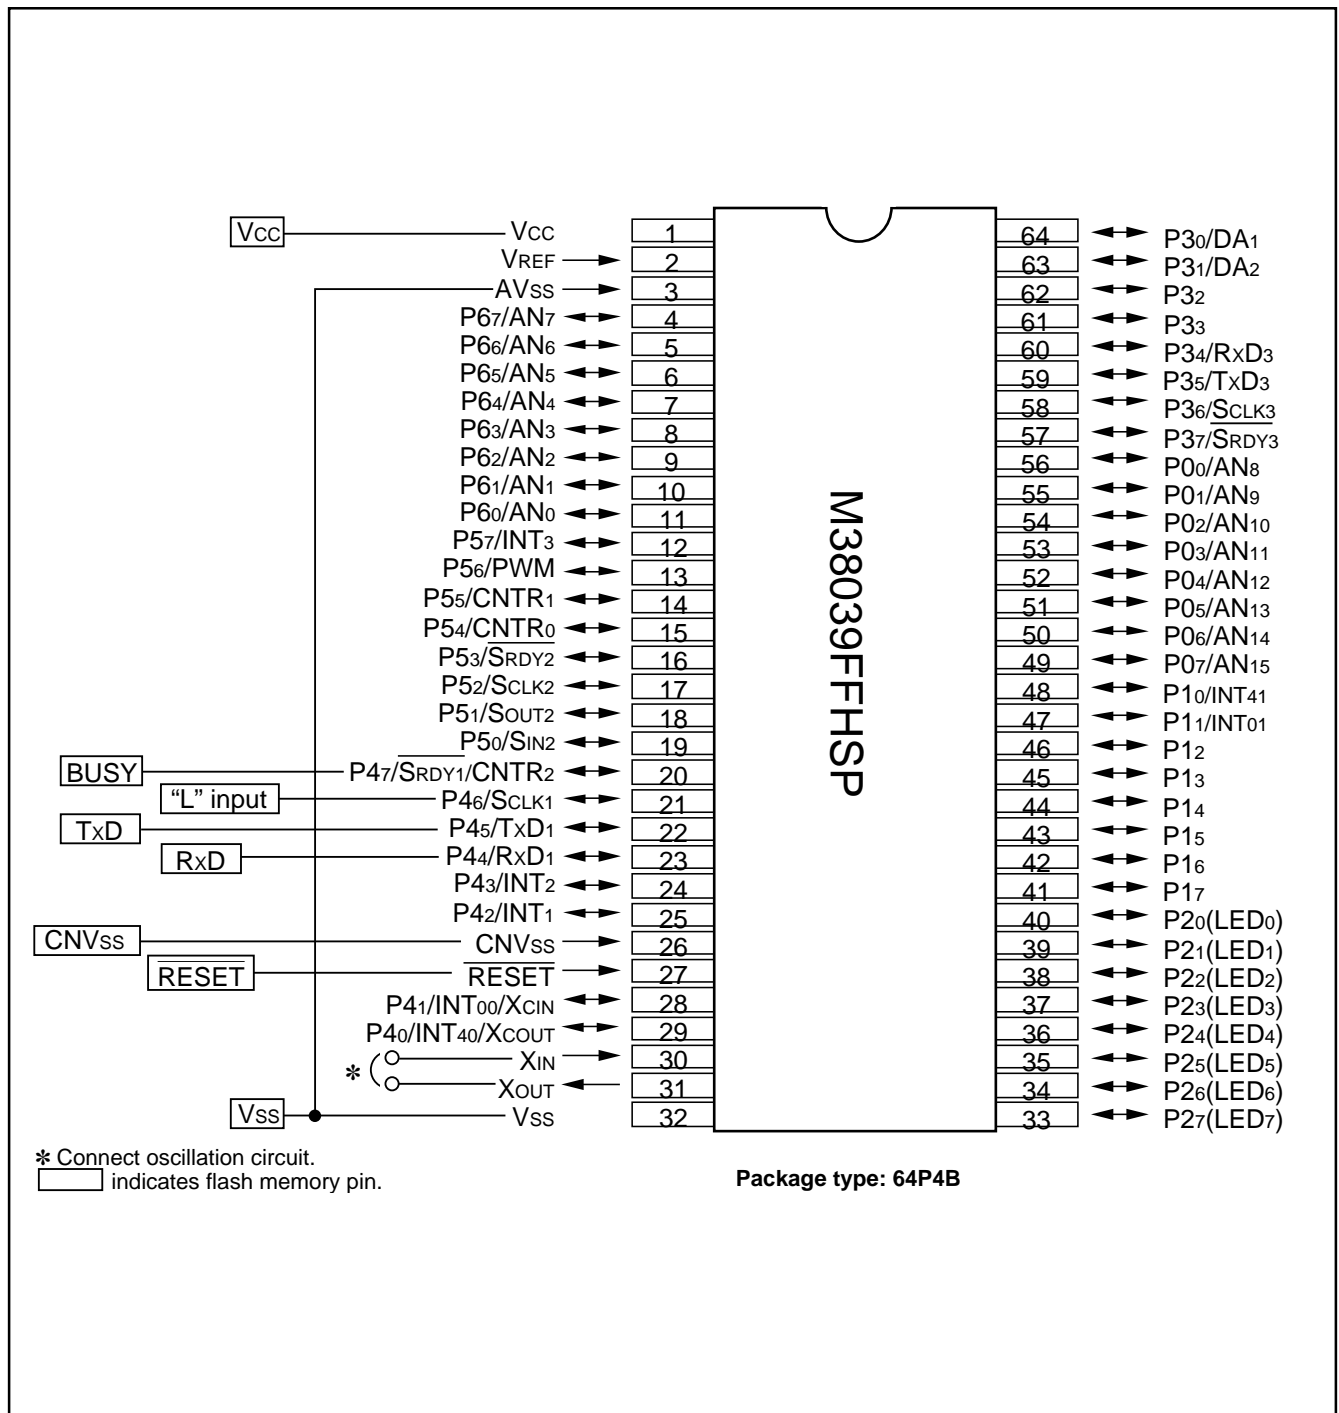 VCC VCC 1 64 P30/DA1
VREF 2 63 P31/DA2
AVSS 3 62 P32
P67/AN7 4 61 P33
P66/AN6 5 60 P34/RXD3
P65/AN5 6 59 P35/TXD3
P64/AN4 7 58 P36/SCLK3
P63/AN3 8 57 P37/SRDY3
P62/AN2 9 56 P00/AN8
P61/AN1 10 55 P01/AN9
P60/AN0 11 54 P02/AN10
P57/INT3 12 53 P03/AN11
P56/PWM 13 52 P04/AN12
P55/CNTR1 14 51 P05/AN13
P54/CNTR0 15 50 P06/AN14
P53/SRDY2 16 49 P07/AN15
P52/SCLK2 17 48 P10/INT41
P51/SOUT2 18 47 P11/INT01
P50/SIN2 19 46 P12
BUSY P47/SRDY1/CNTR2 20 45 P13
“L” input P46/SCLK1 21 44 P14
TXD P45/TXD1 22 43 P15
RXD P44/RXD1 23 42 P16
P43/INT2 24 41 P17
P42/INT1 25 40 P20(LED0)
CNVSS CNVSS 26 39 P21(LED1)
RESET RESET 27 38 P22(LED2)
P41/INT00/XCIN 28 37 P23(LED3)
P40/INT40/XCOUT 29 36 P24(LED4)
* XIN 30 35 P25(LED5)
XOUT 31 34 P26(LED6)
VSS VSS 32 33 P27(LED7)
M38039FFHSP
* Connect oscillation circuit.
indicates flash memory pin.
Package type: 64P4B